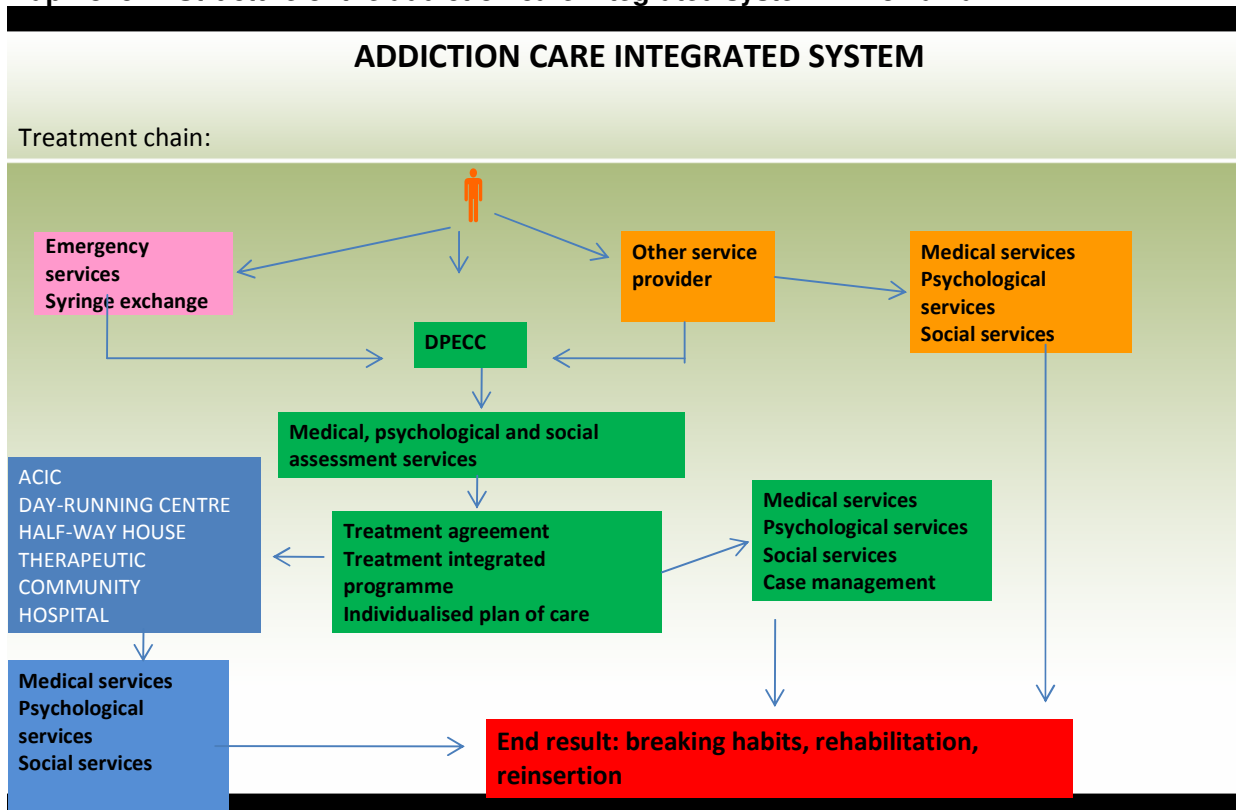 ADDICTION CARE INTEGRATED SYSTEM
Treatment chain:
Emergency
services
Syringe exchange
Other service
provider
Medical services
Psychological
services
Social services
DPECC
Medical, psychological and social
assessment services
ACIC
DAY-RUNNING CENTRE
HALF-WAY HOUSE
THERAPEUTIC
COMMUNITY
HOSPITAL
Treatment agreement
Treatment integrated
programme
Individualised plan of care
Medical services
Psychological services
Social services
Case management
Medical services
Psychological
services
Social services
End result: breaking habits, rehabilitation,
reinsertion